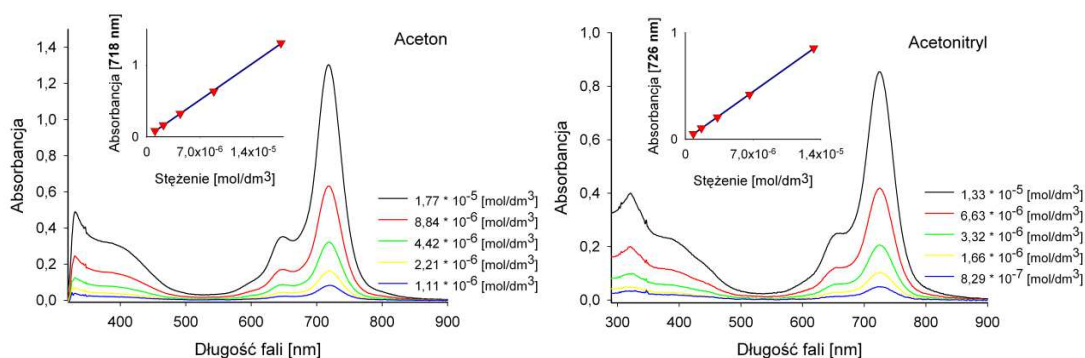 Aceton
Absorbancja
1,4
1,2
1,0
0,8
0,6
0,4
0,2
0,0
400 500 600 700 800 900
Długość fali [nm]
Absorbancja [718 nm]
1
0
0 7,0x10-6 1,4x10-5
Stężenie [mol/dm3]
1,77 * 10-5 [mol/dm3]
8,84 * 10-6 [mol/dm3]
4,42 * 10-6 [mol/dm3]
2,21 * 10-6 [mol/dm3]
1,11 * 10-6 [mol/dm3]
Acetonitryl
Absorbancja
1,0
0,8
0,6
0,4
0,2
0,0
300 400 500 600 700 800 900
Długość fali [nm]
Absorbancja [726 nm]
1
0
0 7,0x10-6 1,4x10-5
Stężenie [mol/dm3]
1,33 * 10-5 [mol/dm3]
6,63 * 10-6 [mol/dm3]
3,32 * 10-6 [mol/dm3]
1,66 * 10-6 [mol/dm3]
8,29 * 10-7 [mol/dm3]